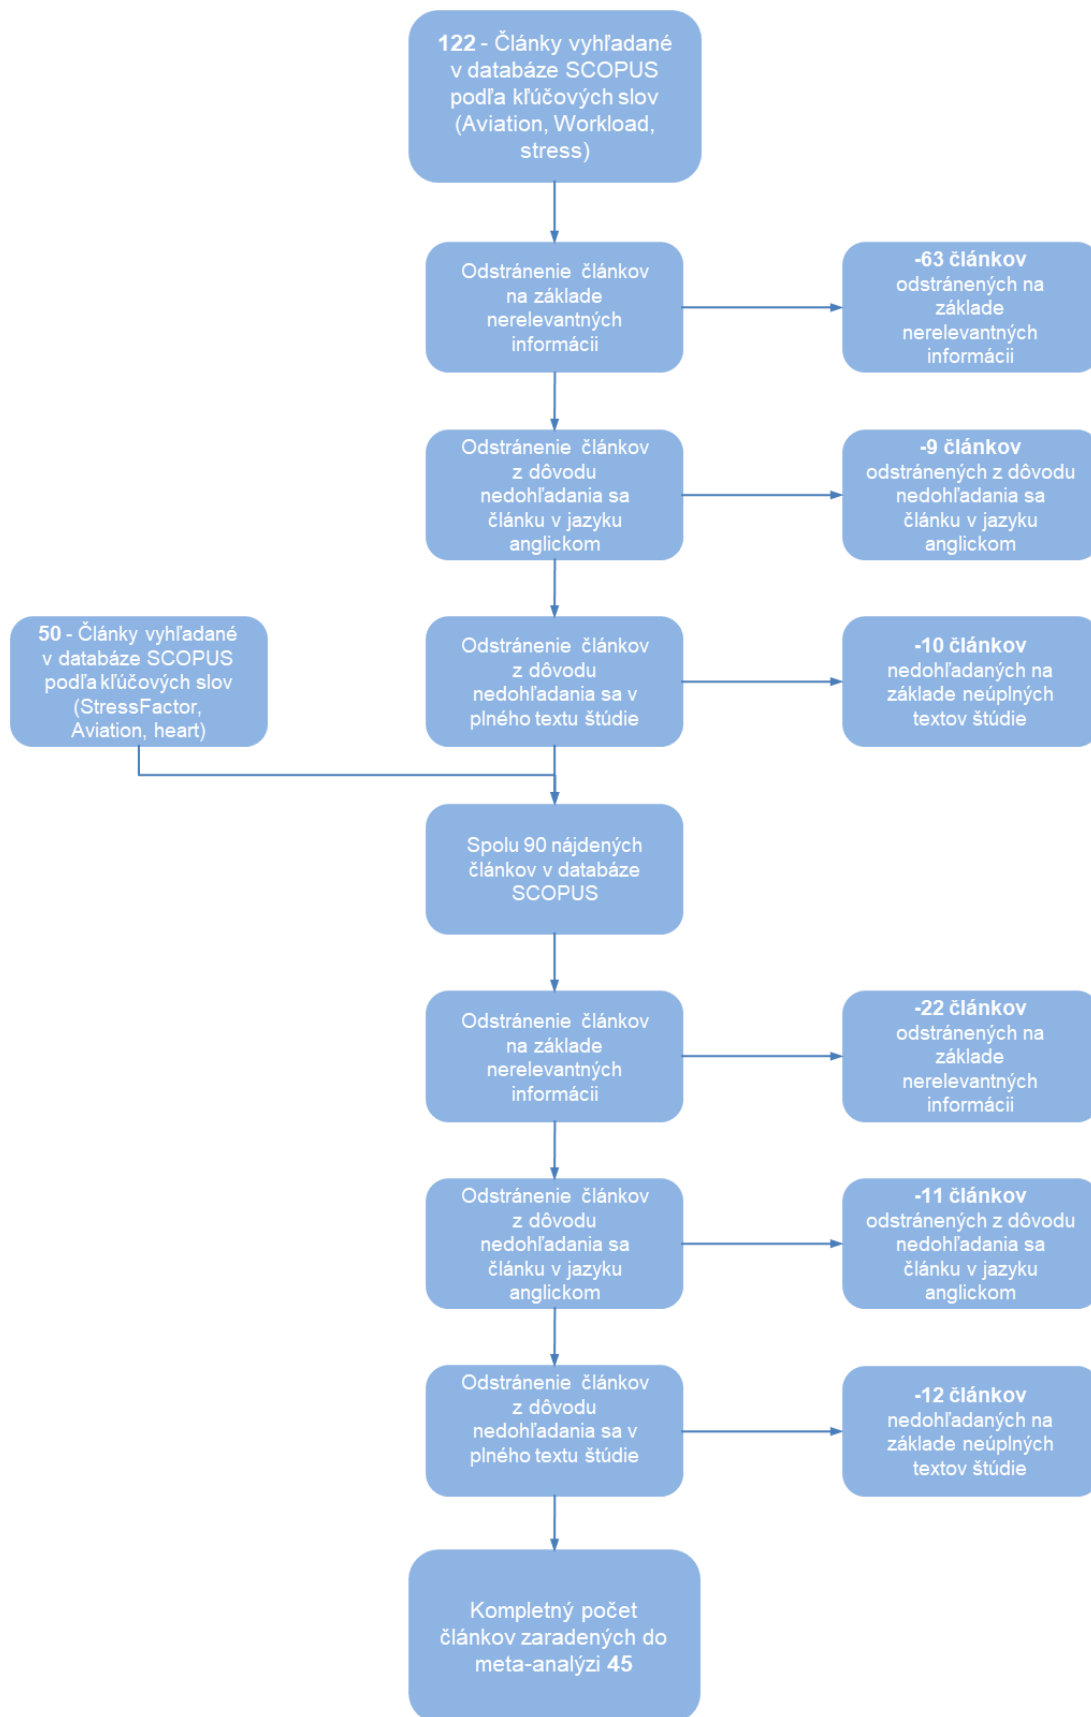 122 - Články vyhľadané
v databáze SCOPUS
podľa kľúčových slov
(Aviation, Workload,
stress)
Odstránenie článkov
na základe
nerelevantných
informácii
-63 článkov
odstránených na
základe
nerelevantných
informácii
Odstránenie článkov
z dôvodu
nedohľadania sa
článku v jazyku
anglickom
-9 článkov
odstránených z dôvodu
nedohľadania sa
článku v jazyku
anglickom
50 - Články vyhľadané
v databáze SCOPUS
podľa kľúčových slov
(StressFactor,
Aviation, heart)
Odstránenie článkov
z dôvodu
nedohľadania sa v
plného textu štúdie
-10 článkov
nedohľadaných na
základe neúplných
textov štúdie
Spolu 90 nájdených
článkov v databáze
SCOPUS
Odstránenie článkov
na základe
nerelevantných
informácii
-22 článkov
odstránených na
základe
nerelevantných
informácii
Odstránenie článkov
z dôvodu
nedohľadania sa
článku v jazyku
anglickom
-11 článkov
odstránených z dôvodu
nedohľadania sa
článku v jazyku
anglickom
Odstránenie článkov
z dôvodu
nedohľadania sa v
plného textu štúdie
-12 článkov
nedohľadaných na
základe neúplných
textov štúdie
Kompletný počet
článkov zaradených do
meta-analýzi 45